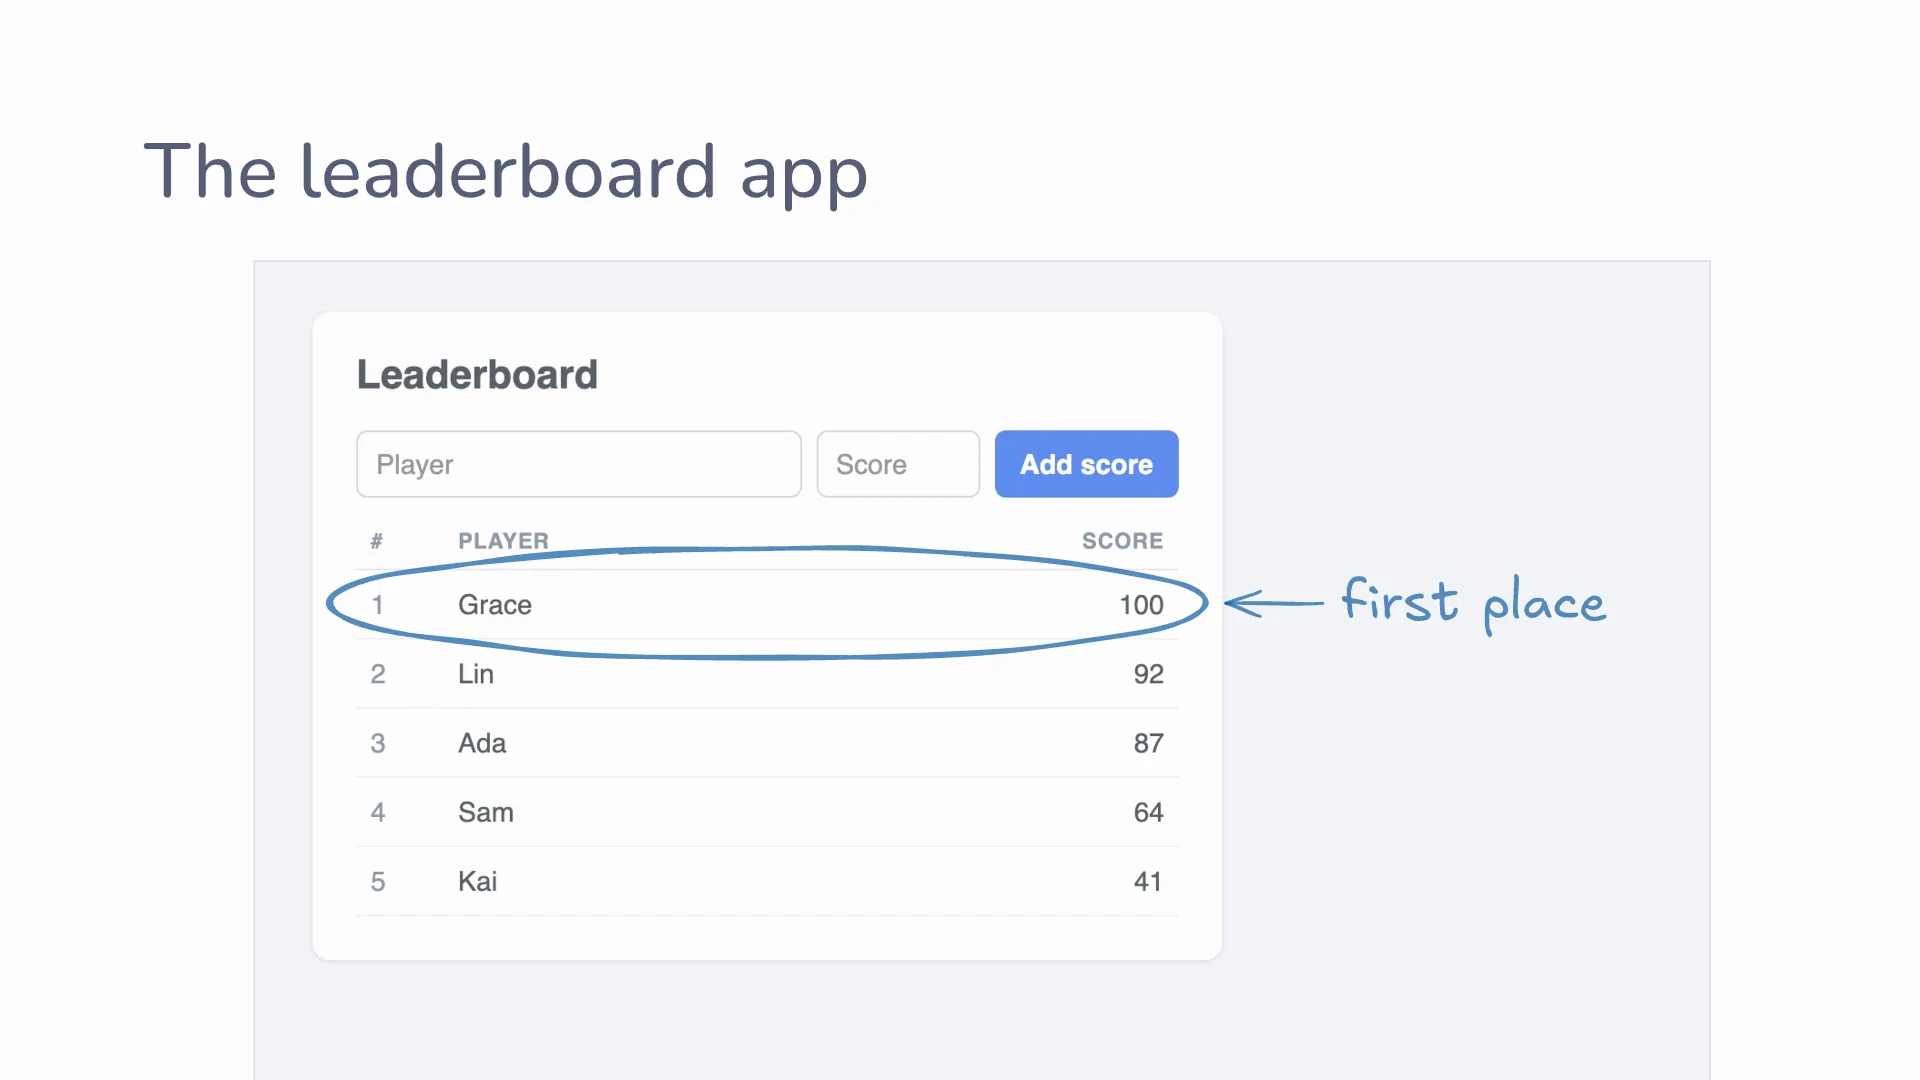 The leaderboard app
Leaderboard
Player Score Add score
# PLAYER SCORE
1 Grace 100 first place
2 Lin 92
3 Ada 87
4 Sam 64
5 Kai 41